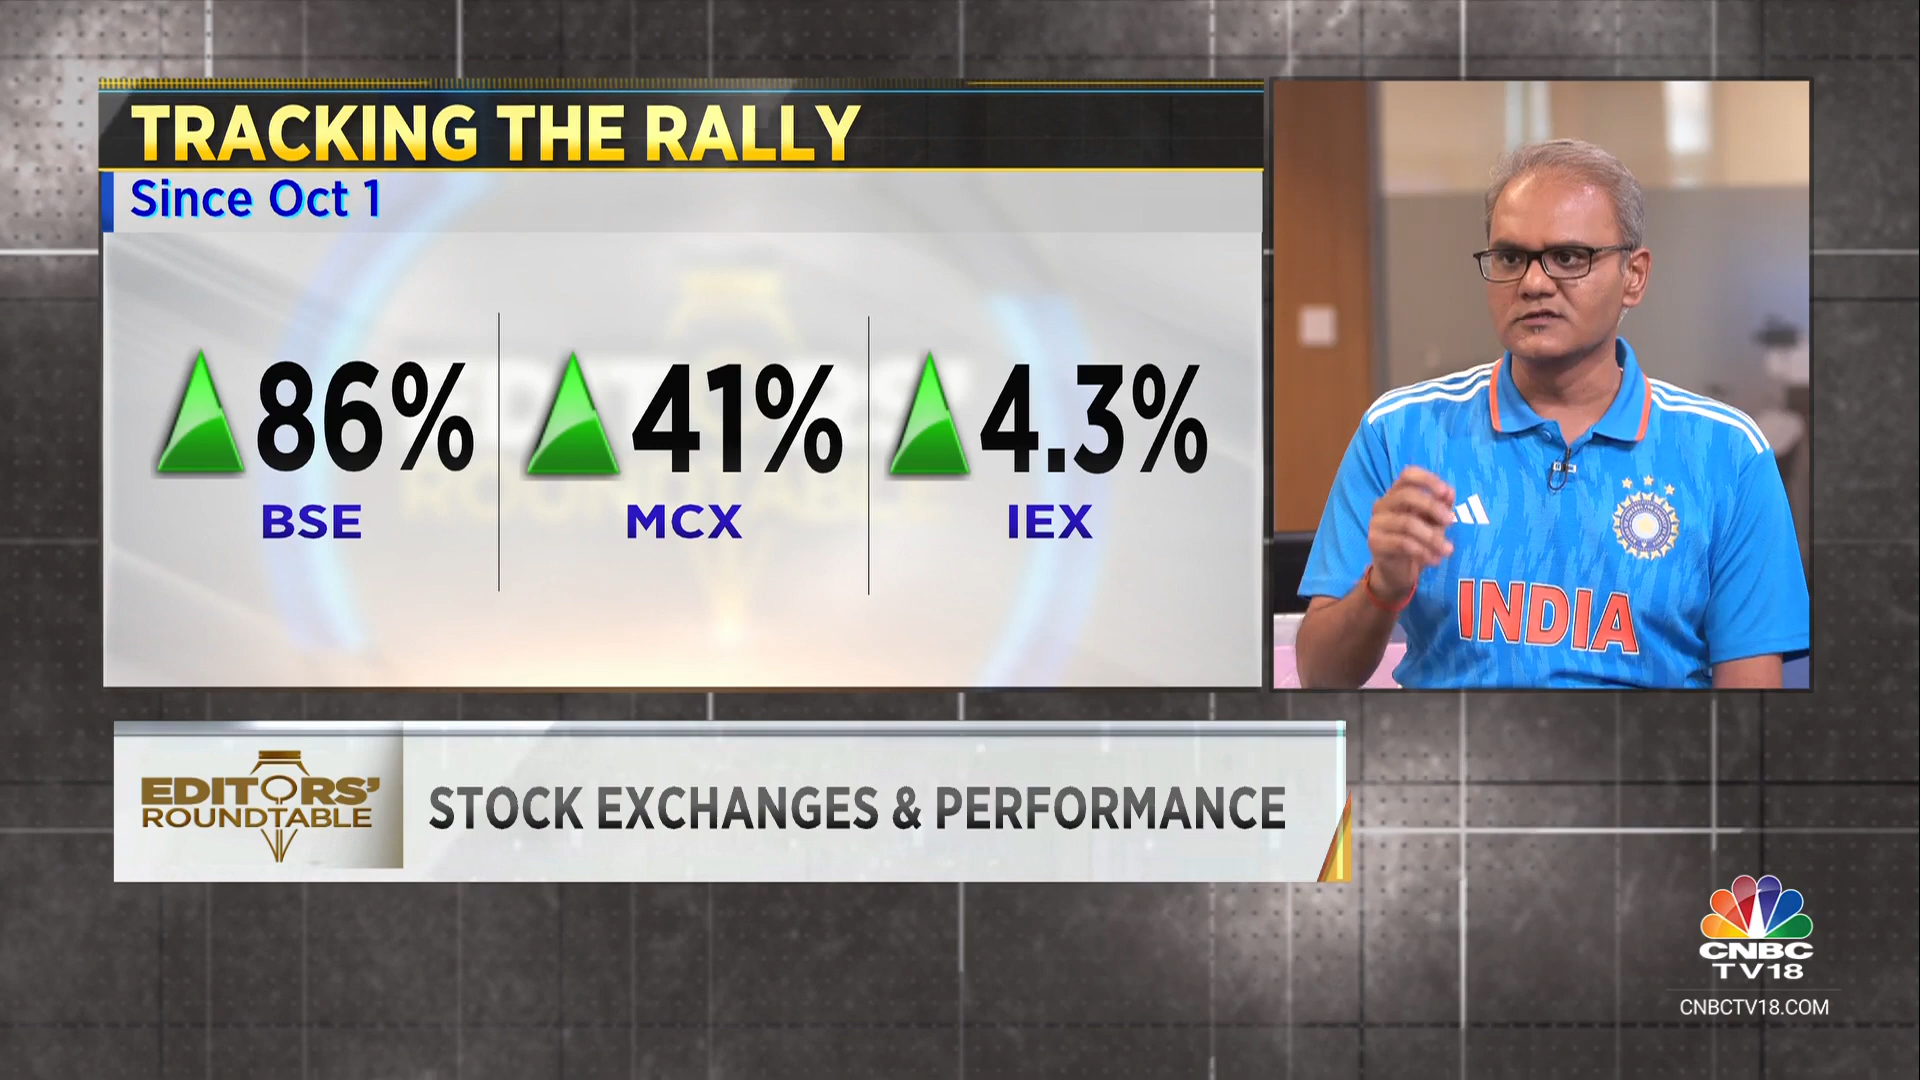 TRACKING THE RALLY
Since Oct 1
86%
BSE
41%
MCX
4.3%
IEX
INDIA
EDITORS'
ROUNDTABLE
STOCK EXCHANGES & PERFORMANCE
CNBC
TV18
CNBCTV18.COM